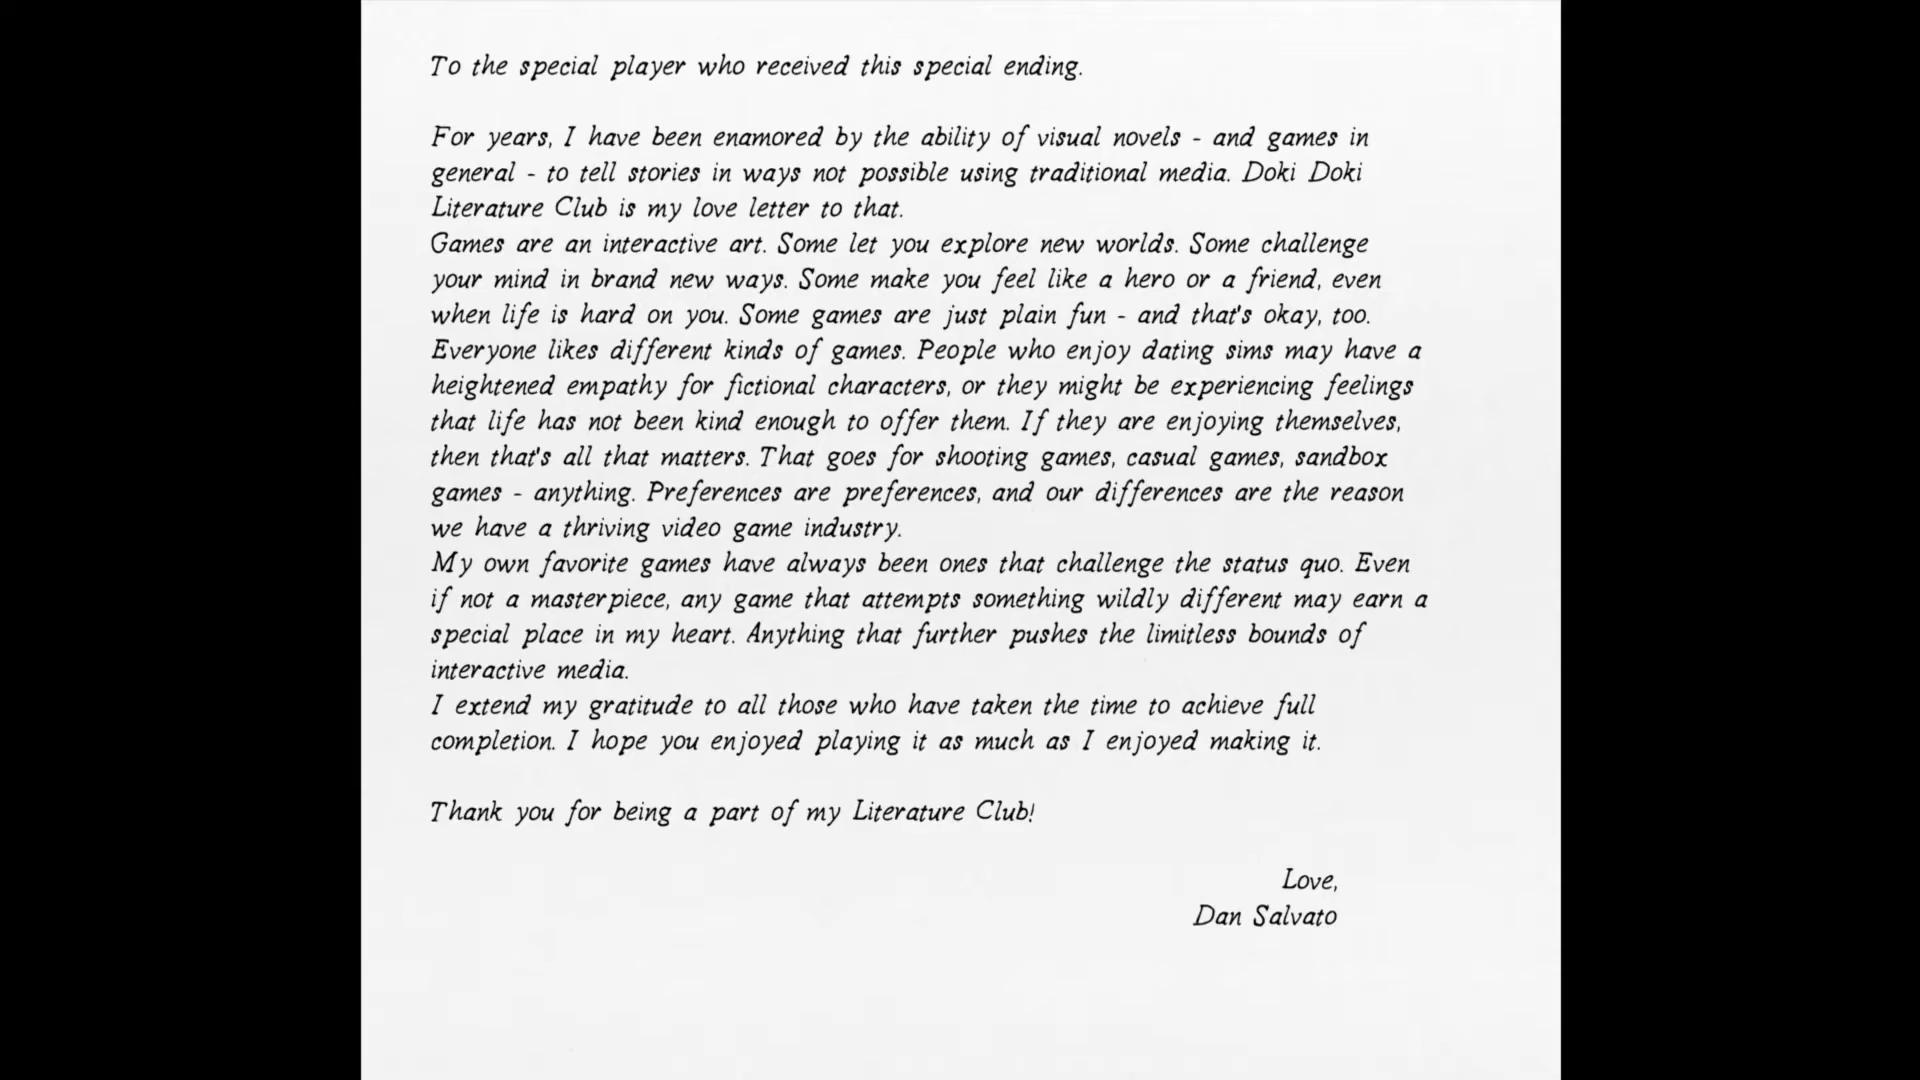 To the special player who received this special ending.
For years, I have been enamored by the ability of visual novels - and games in
general - to tell stories in ways not possible using traditional media. Doki Doki
Literature Club is my love letter to that.
Games are an interactive art. Some let you explore new worlds. Some challenge
your mind in brand new ways. Some make you feel like a hero or a friend, even
when life is hard on you. Some games are just plain fun - and that's okay, too.
Everyone likes different kinds of games. People who enjoy dating sims may have a
heightened empathy for fictional characters, or they might be experiencing feelings
that life has not been kind enough to offer them. If they are enjoying themselves,
then that's all that matters. That goes for shooting games, casual games, sandbox
games - anything. Preferences are preferences, and our differences are the reason
we have a thriving video game industry.
My own favorite games have always been ones that challenge the status quo. Even
if not a masterpiece, any game that attempts something wildly different may earn a
special place in my heart. Anything that further pushes the limitless bounds of
interactive media.
I extend my gratitude to all those who have taken the time to achieve full
completion. I hope you enjoyed playing it as much as I enjoyed making it.
Thank you for being a part of my Literature Club!
Love,
Dan Salvato